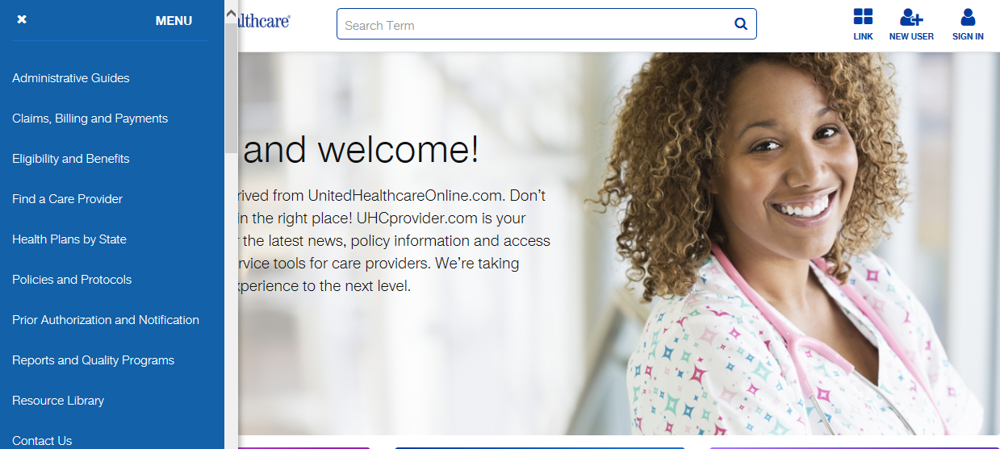 MENU
Administrative Guides
Claims, Billing and Payments
Eligibility and Benefits
Find a Care Provider
Health Plans by State
Policies and Protocols
Prior Authorization and Notification
Reports and Quality Programs
Resource Library
Contact Us
althcare®
Search Term
LINK
NEW USER
SIGN IN
and welcome!
rived from UnitedHealthcareOnline.com. Don't
in the right place! UHCprovider.com is your
r the latest news, policy information and access
rvice tools for care providers. We're taking
xperience to the next level.